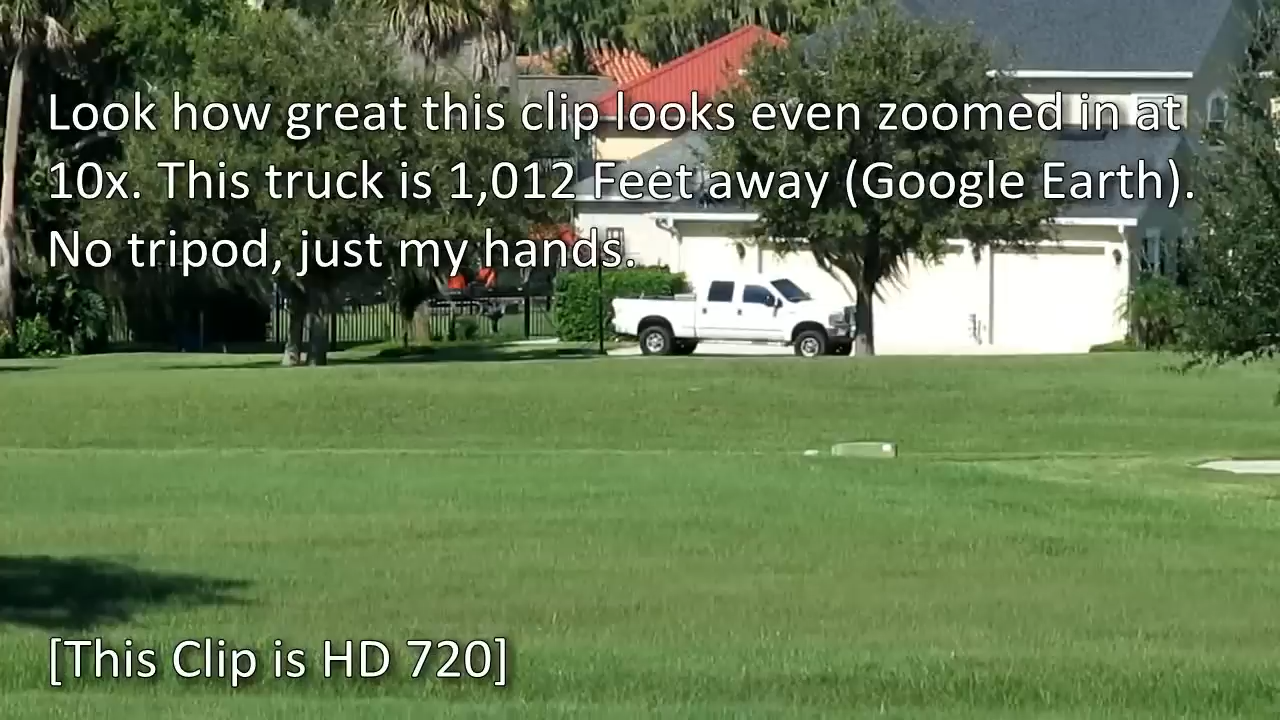 Look how great this clip looks even zoomed in at
10x. This truck is 1,012 Feet away (Google Earth).
No tripod, just my hands.
[This Clip is HD 720]